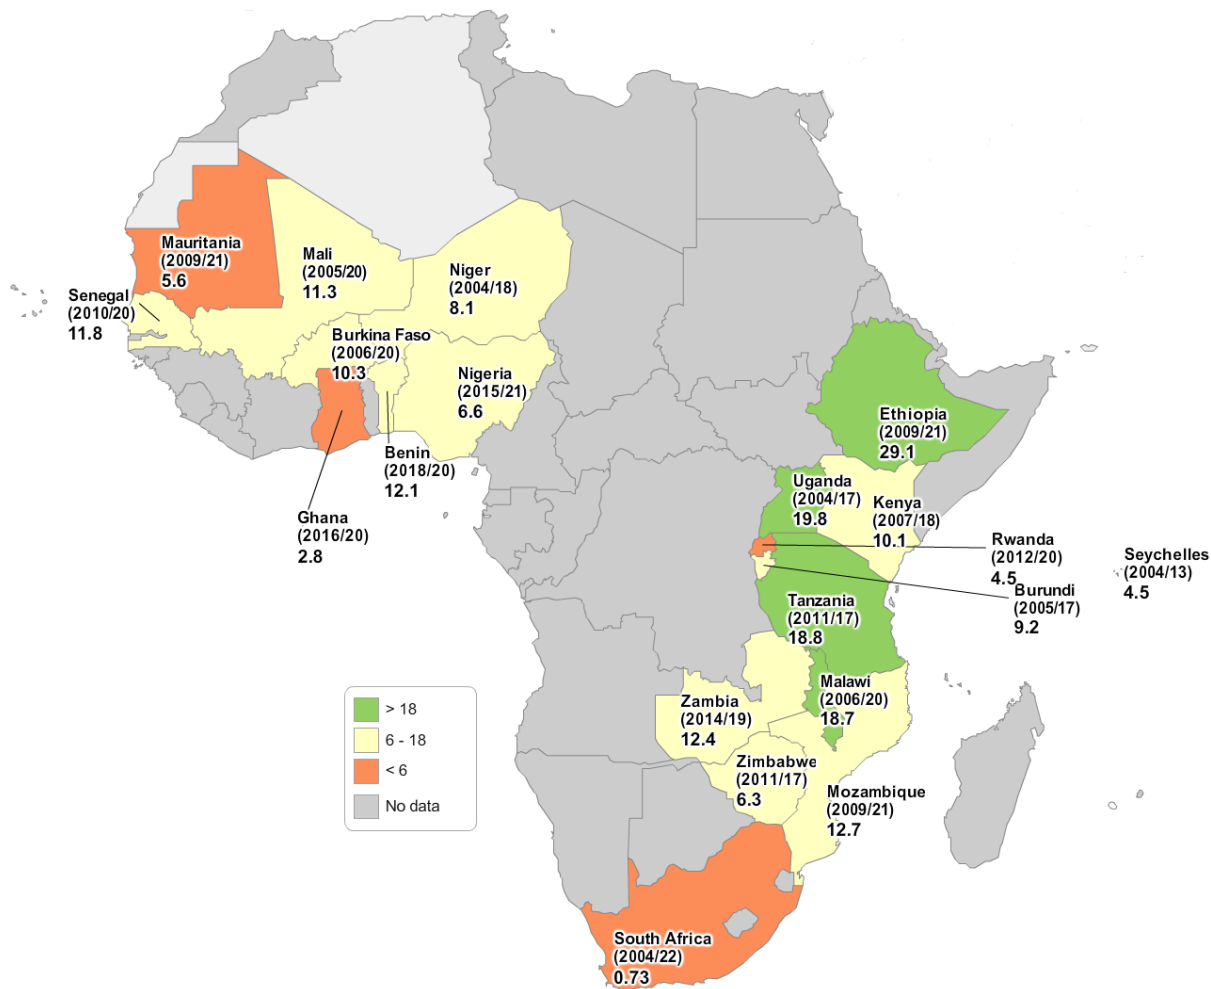 Mauritania
(2009/21)
5.6
Mali
(2005/20)
11.3
Niger
(2004/18)
8.1
Senegal
(2010/20)
11.8
Burkina Faso
(2006/20)
10.3
Nigeria
(2015/21)
6.6
Benin
(2018/20)
12.1
Ghana
(2016/20)
2.8
Ethiopia
(2009/21)
29.1
Uganda
(2004/17)
19.8
Kenya
(2007/18)
10.1
Rwanda
(2012/20)
4.5
Seychelles
(2004/13)
4.5
Burundi
(2005/17)
9.2
Tanzania
(2011/17)
18.8
Malawi
(2006/20)
18.7
Zambia
(2014/19)
12.4
Zimbabwe
(2011/17)
6.3
Mozambique
(2009/21)
12.7
South Africa
(2004/22)
0.73
> 18
6 - 18
< 6
No data